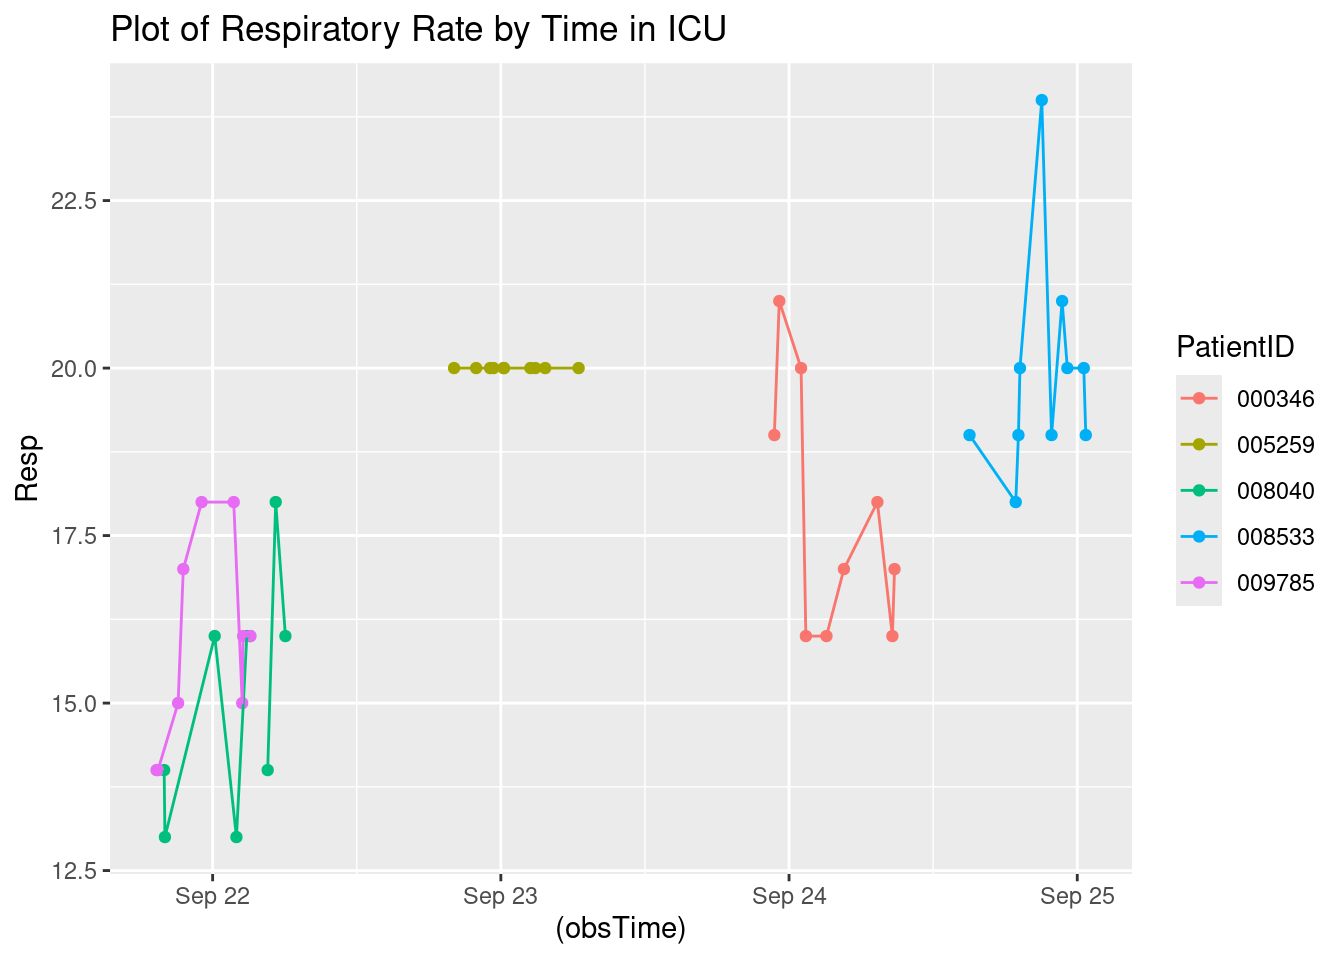 Plot of Respiratory Rate by Time in ICU
22.5
20.0
17.5
15.0
12.5
Resp
Sep 22
Sep 23
Sep 24
Sep 25
(obsTime)
PatientID
000346
005259
008040
008533
009785